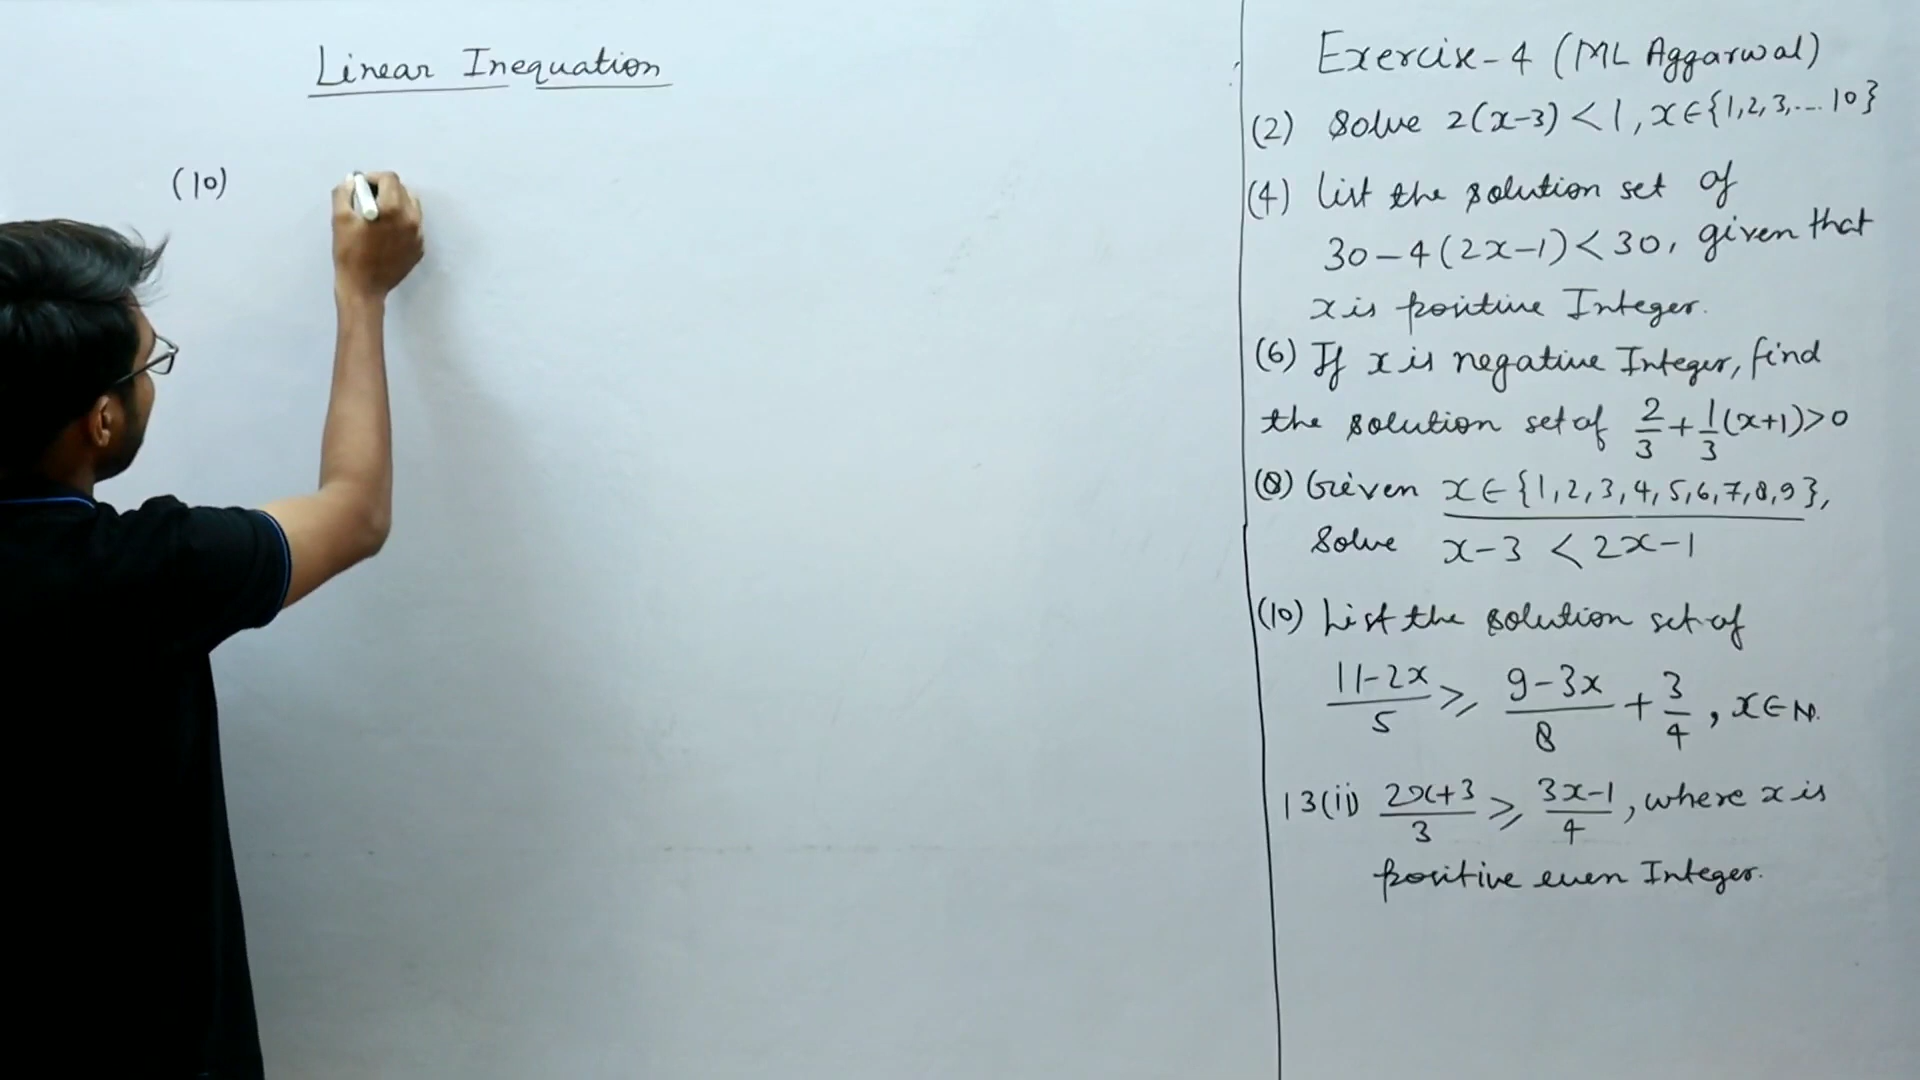 Linear Inequation
(10)
Exercise-4 (ML Aggarwal)
(2) Solve 2(x-3) < 1, x∈{1,2,3,....10}
(4) List the solution set of
30-4(2x-1) < 30, given that
x is positive Integer.
(6) If x is negative Integer, find
the solution set of 2/3 + 1/3 (x+1) > 0
(8) Given x∈{1,2,3,4,5,6,7,8,9},
Solve x-3 < 2x-1
(10) List the solution set of
(11-2x)/5 ⩾ (9-3x)/8 + 3/4, x∈N.
13(ii) (2x+3)/3 ⩾ (3x-1)/4, where x is
positive even Integer.